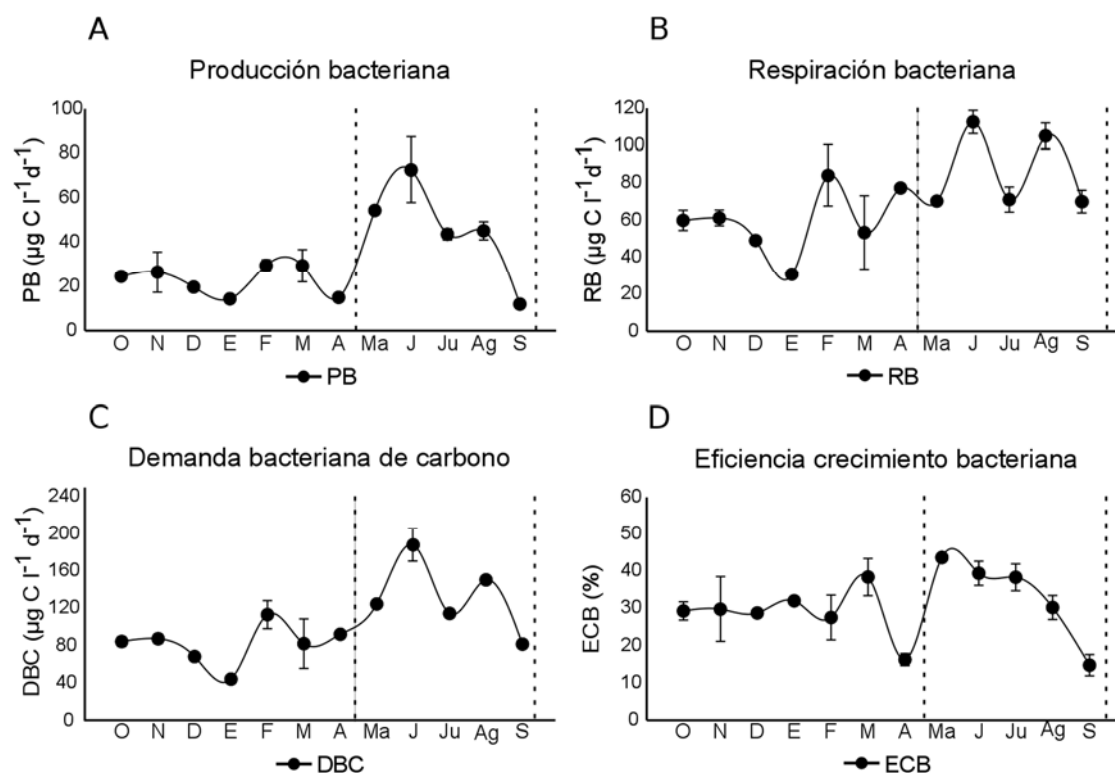 A
Producción bacteriana
PB (µg C l⁻¹d⁻¹)
100
80
60
40
20
0
O N D E F M A Ma J Ju Ag S
PB
B
Respiración bacteriana
RB (µg C l⁻¹d⁻¹)
120
100
80
60
40
20
0
O N D E F M A Ma J Ju Ag S
RB
C
Demanda bacteriana de carbono
DBC (µg C l⁻¹ d⁻¹)
240
200
160
120
80
40
0
O N D E F M A Ma J Ju Ag S
DBC
D
Eficiencia crecimiento bacteriana
ECB (%)
60
50
40
30
20
10
0
O N D E F M A Ma J Ju Ag S
ECB